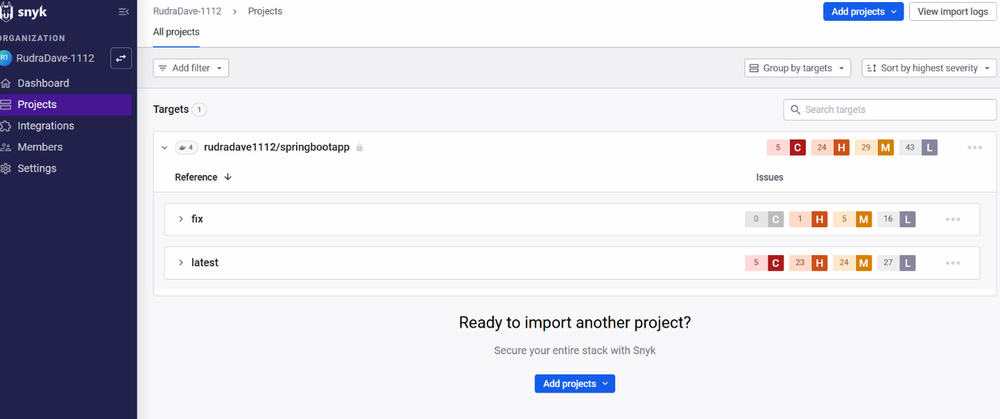 snyk
RudraDave-1112 > Projects
Add projects
View import logs
All projects
ORGANIZATION
R1 RudraDave-1112
Dashboard
Projects
Integrations
Members
Settings
Add filter
Group by targets
Sort by highest severity
Targets 1
Search targets
4 rudradave1112/springbootapp 5 C 24 H 29 M 43 L
Reference Issues
fix 0 C 1 H 5 M 16 L
latest 5 C 23 H 24 M 27 L
Ready to import another project?
Secure your entire stack with Snyk
Add projects